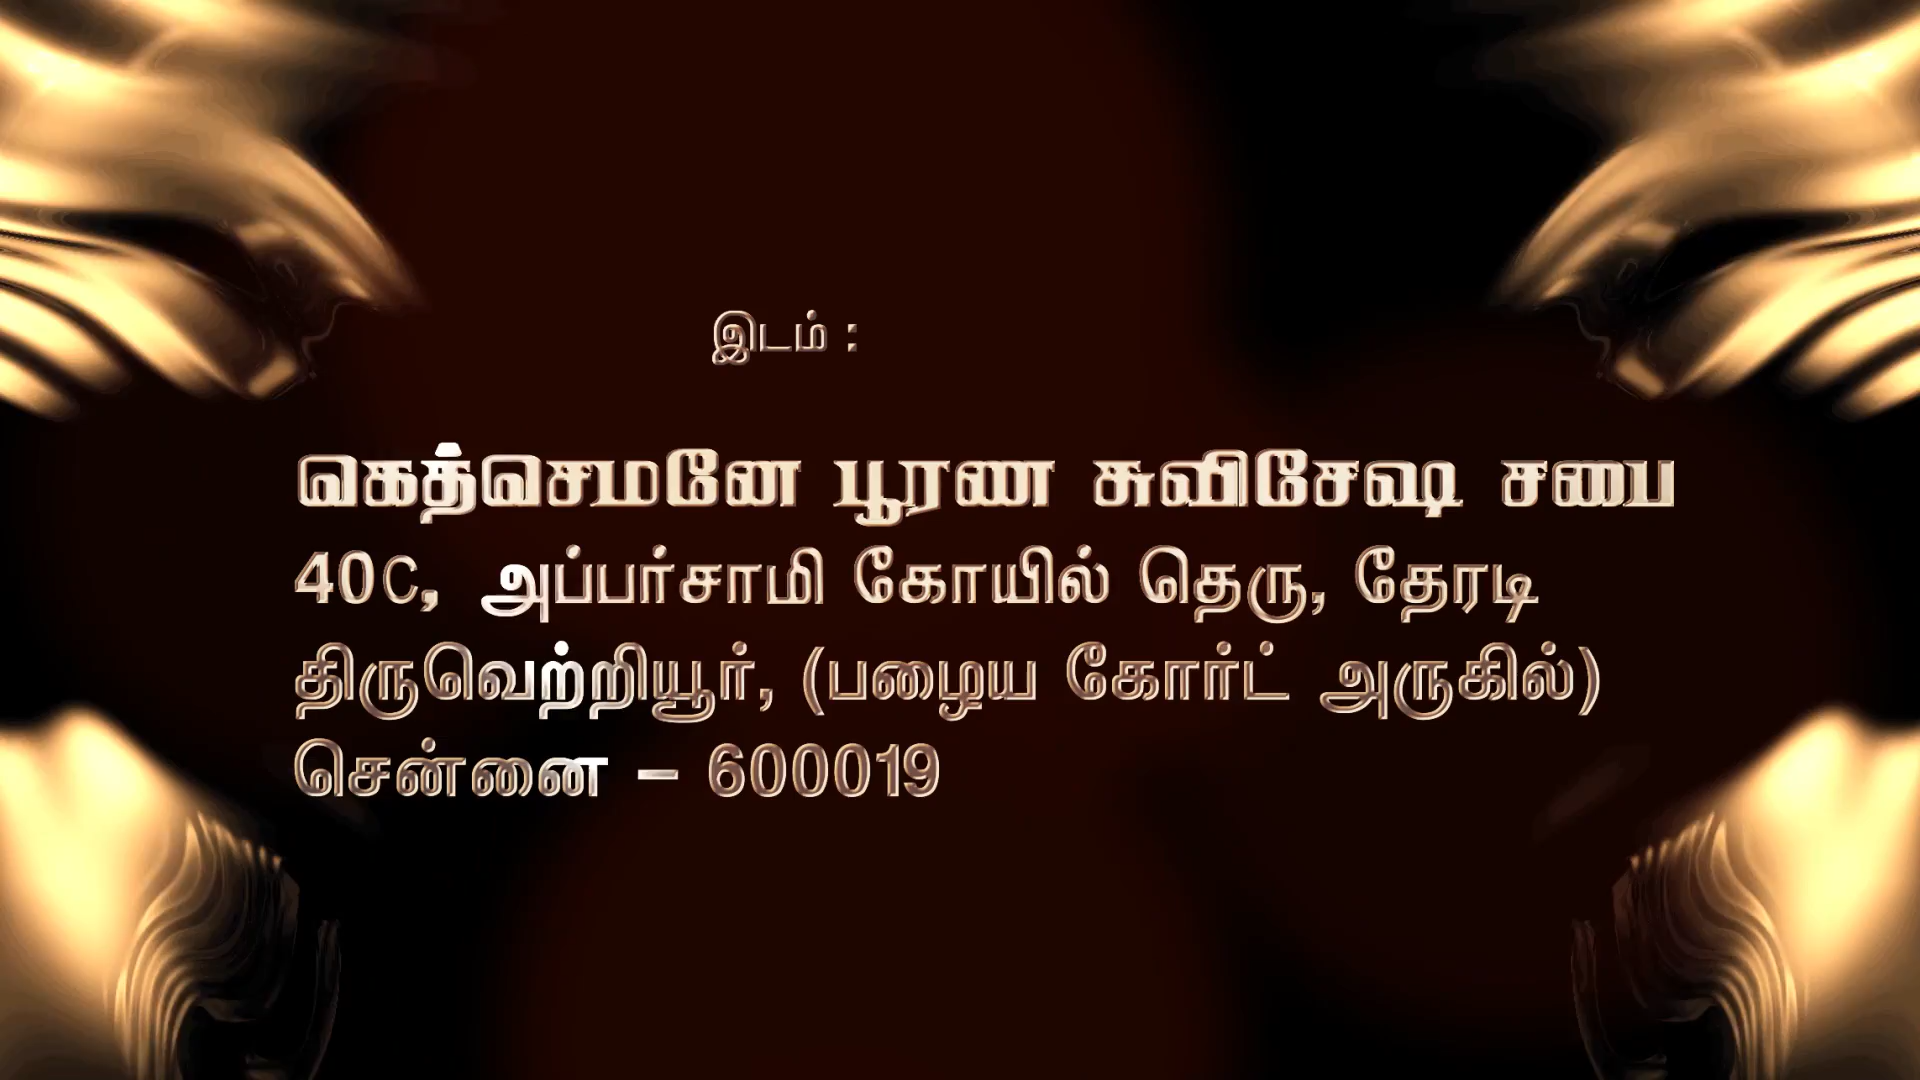 இடம் :
கெத்செமனே பூரண சுவிசேஷ சபை
40C, அப்பர்சாமி கோயில் தெரு, தேரடி
திருவெற்றியூர், (பழைய கோர்ட் அருகில்)
சென்னை – 600019